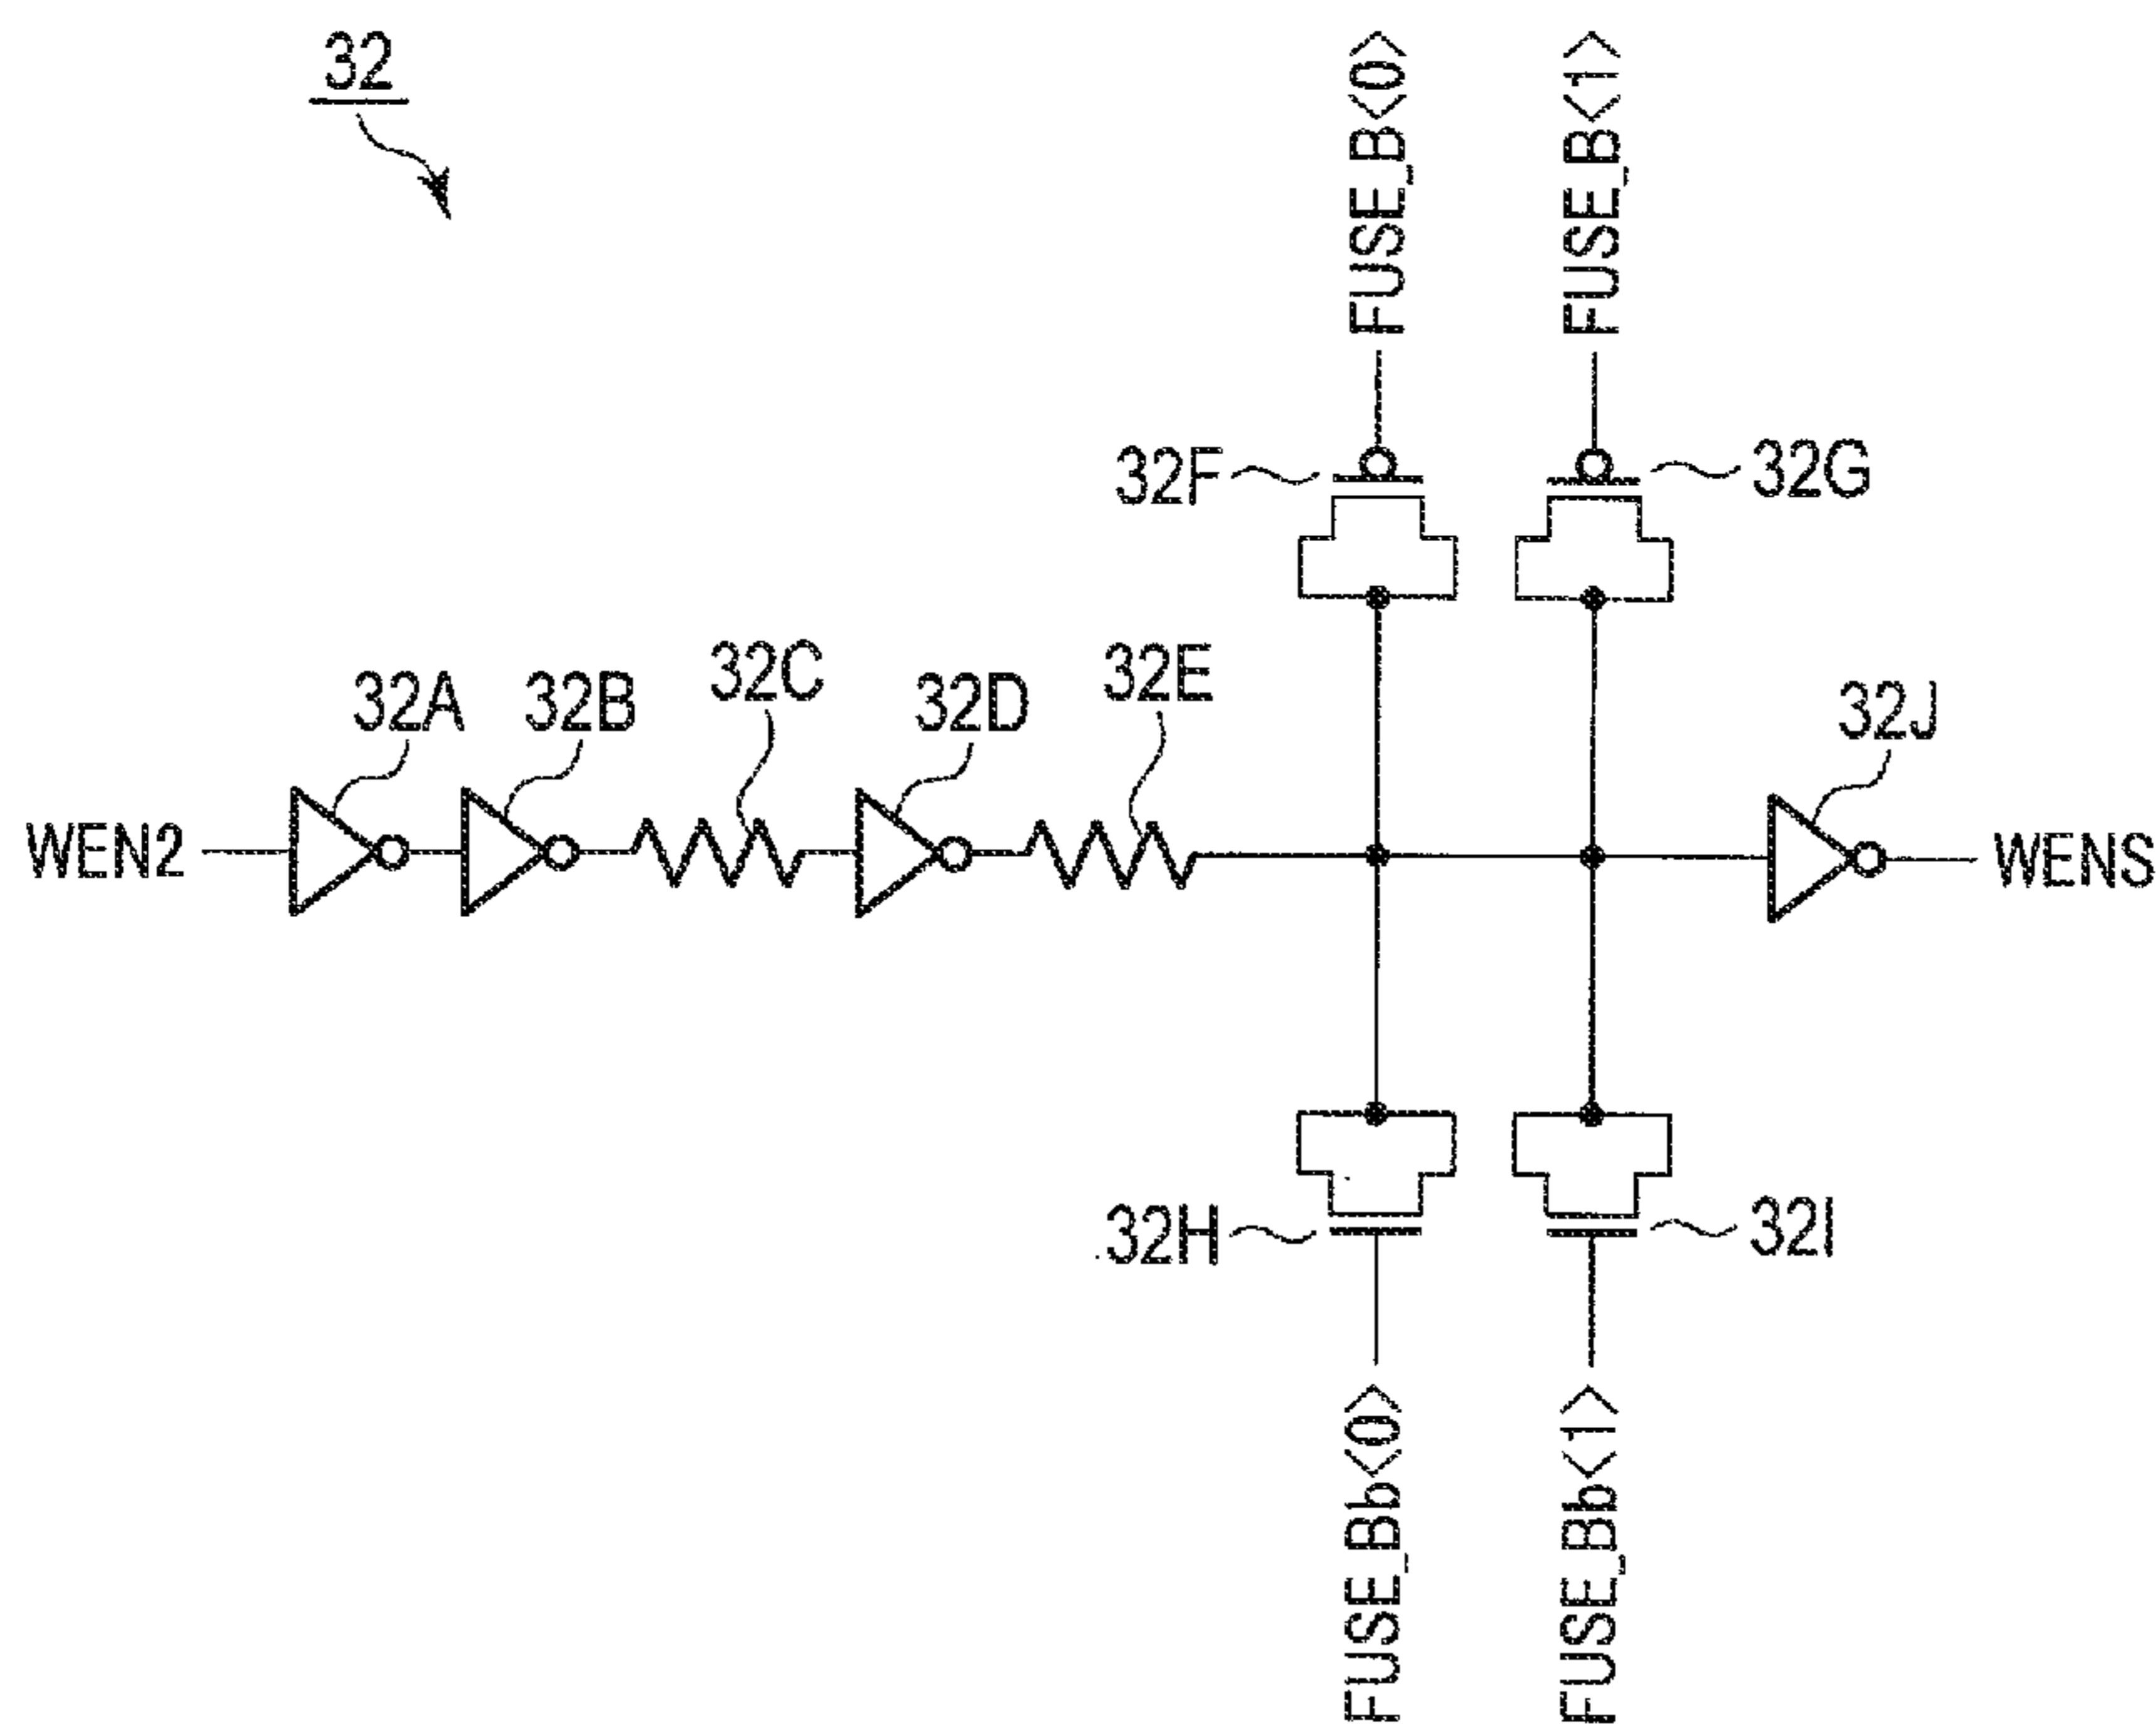 32
FUSE_B<0>
FUSE_B<1>
32F
32G
32A
32B
32C
32D
32E
32J
WEN2
WENS
32H
32I
FUSE_Bb<0>
FUSE_Bb<1>